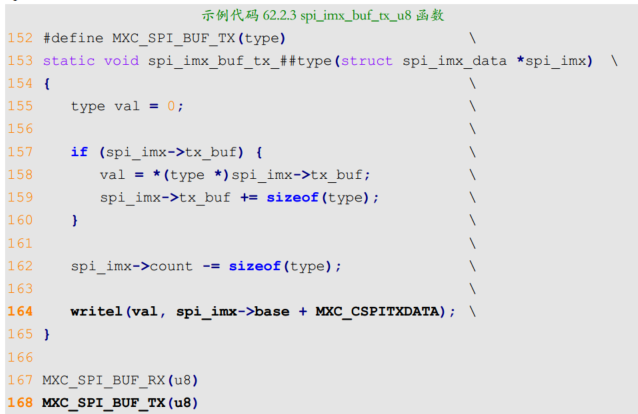 示例代码 62.2.3 spi_imx_buf_tx_u8 函数
152 #define MXC_SPI_BUF_TX(type) \
153 static void spi_imx_buf_tx_##type(struct spi_imx_data *spi_imx) \
154 { \
155 type val = 0; \
156 \
157 if (spi_imx->tx_buf) { \
158 val = *(type *)spi_imx->tx_buf; \
159 spi_imx->tx_buf += sizeof(type); \
160 } \
161 \
162 spi_imx->count -= sizeof(type); \
163 \
164 writel(val, spi_imx->base + MXC_CSPITXDATA); \
165 }
166
167 MXC_SPI_BUF_RX(u8)
168 MXC_SPI_BUF_TX(u8)